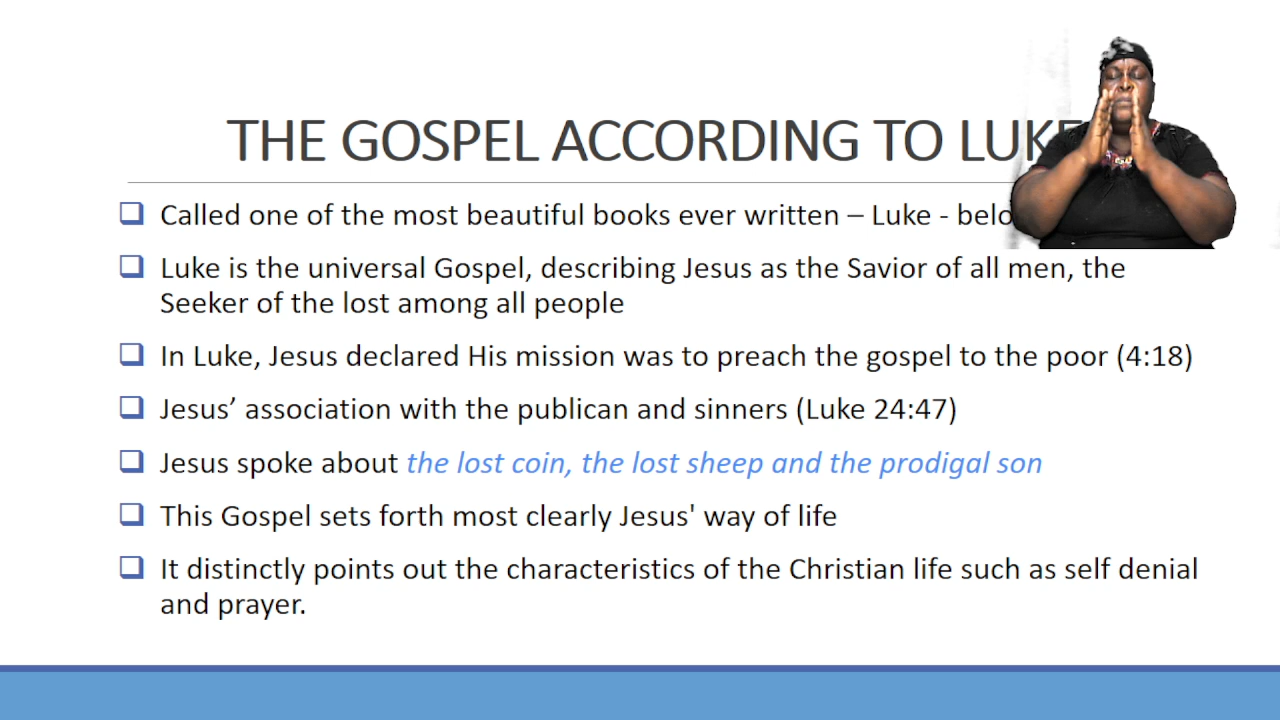 THE GOSPEL ACCORDING TO LUKE
Called one of the most beautiful books ever written – Luke - belo
Luke is the universal Gospel, describing Jesus as the Savior of all men, the
Seeker of the lost among all people
In Luke, Jesus declared His mission was to preach the gospel to the poor (4:18)
Jesus’ association with the publican and sinners (Luke 24:47)
Jesus spoke about the lost coin, the lost sheep and the prodigal son
This Gospel sets forth most clearly Jesus' way of life
It distinctly points out the characteristics of the Christian life such as self denial
and prayer.